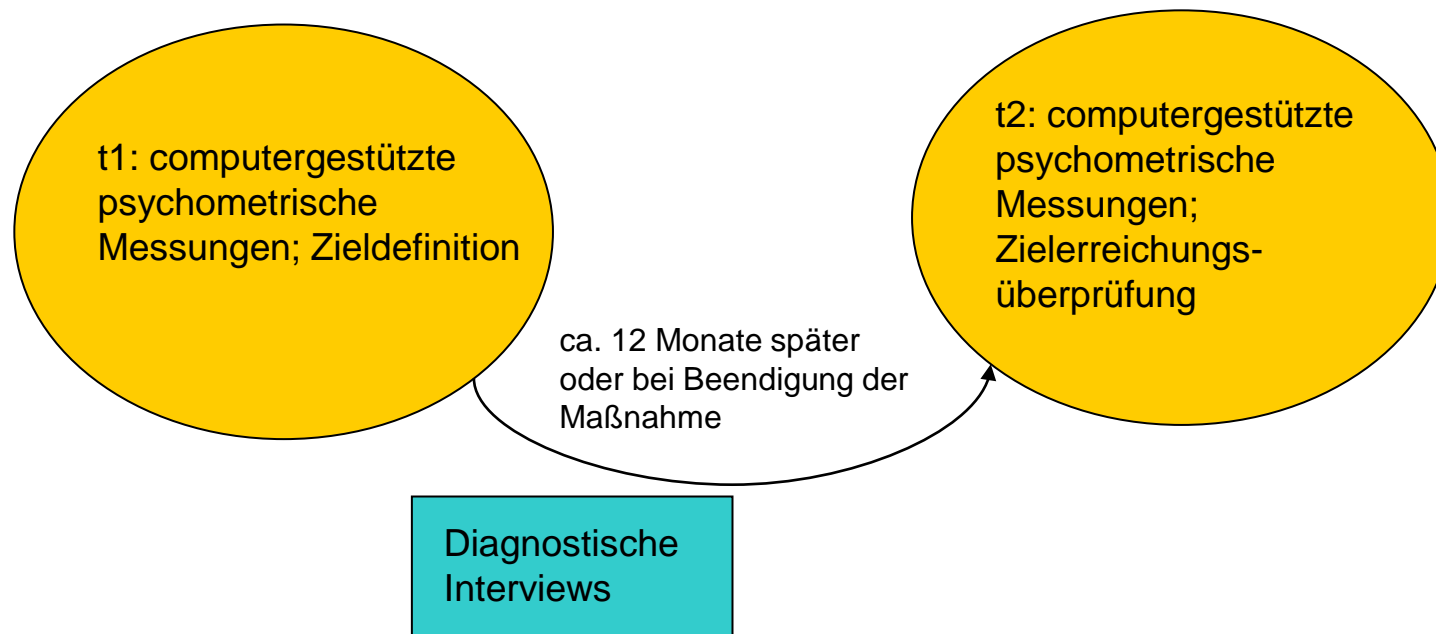 t1: computergestützte
psychometrische
Messungen; Zieldefinition
t2: computergestützte
psychometrische
Messungen;
Zielerreichungs-
überprüfung
ca. 12 Monate später
oder bei Beendigung der
Maßnahme
Diagnostische
Interviews